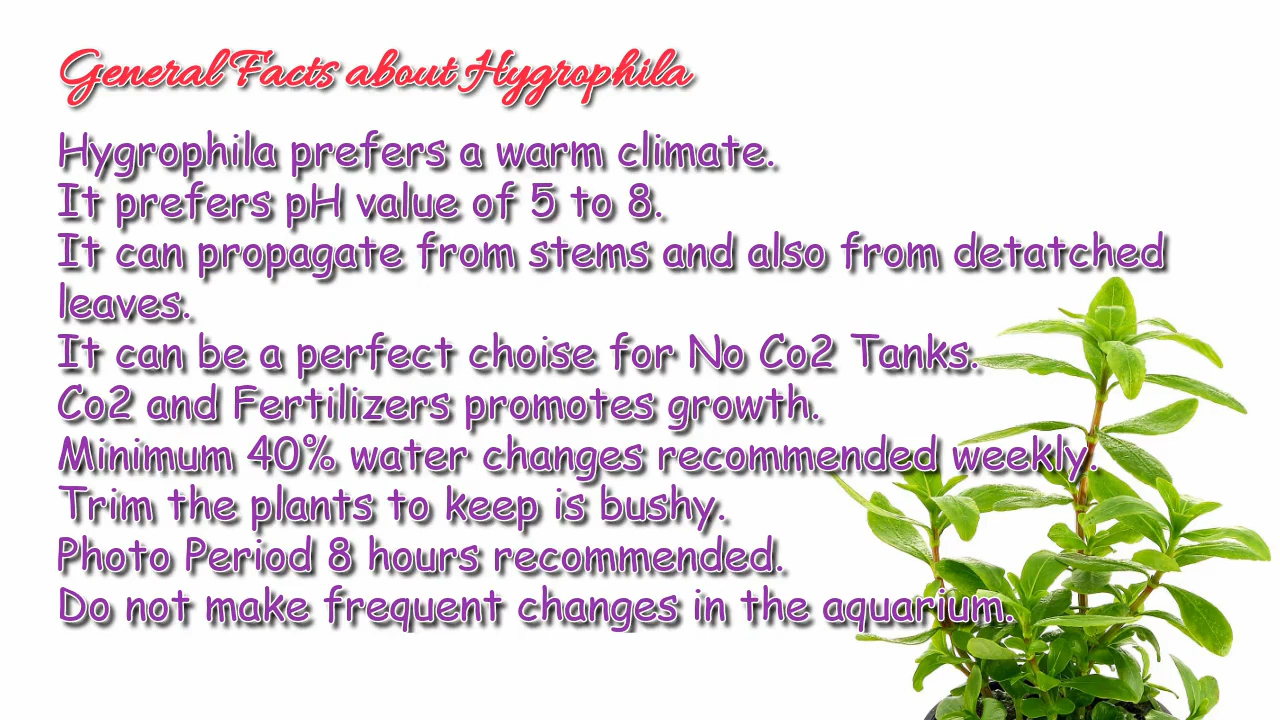 General Facts about Hygrophila
Hygrophila prefers a warm climate.
It prefers pH value of 5 to 8.
It can propagate from stems and also from detatched
leaves.
It can be a perfect choise for No Co2 Tanks.
Co2 and Fertilizers promotes growth.
Minimum 40% water changes recommended weekly.
Trim the plants to keep is bushy.
Photo Period 8 hours recommended.
Do not make frequent changes in the aquarium.